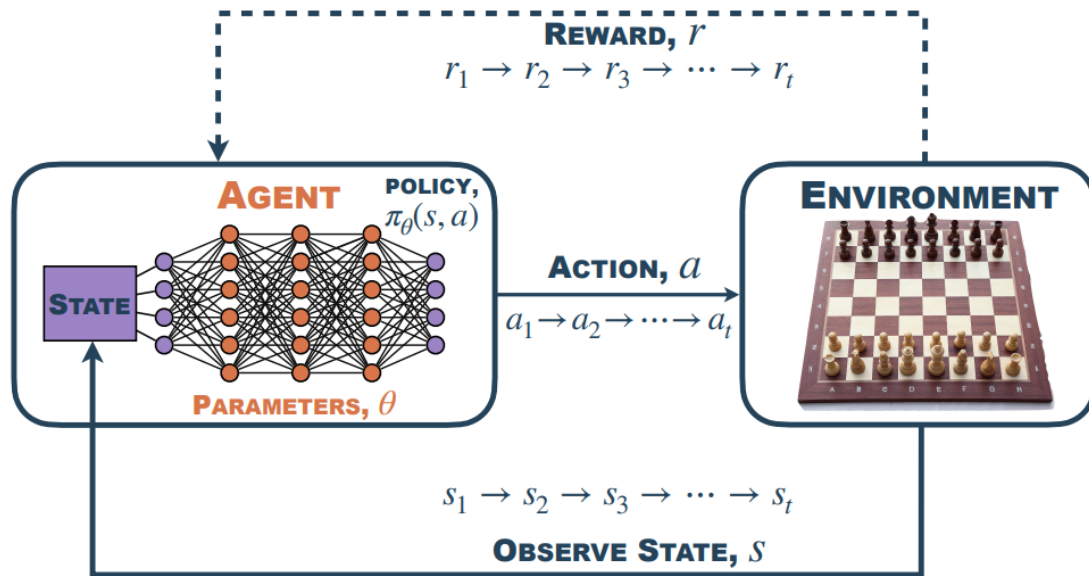 REWARD, r
r₁ → r₂ → r₃ → ⋯ → rₜ
AGENT
POLICY,
π_θ(s, a)
STATE
PARAMETERS, θ
ACTION, a
a₁→a₂→⋯→aₜ
ENVIRONMENT
A B C D E F G H
s₁ → s₂ → s₃ → ⋯ → sₜ
OBSERVE STATE, s